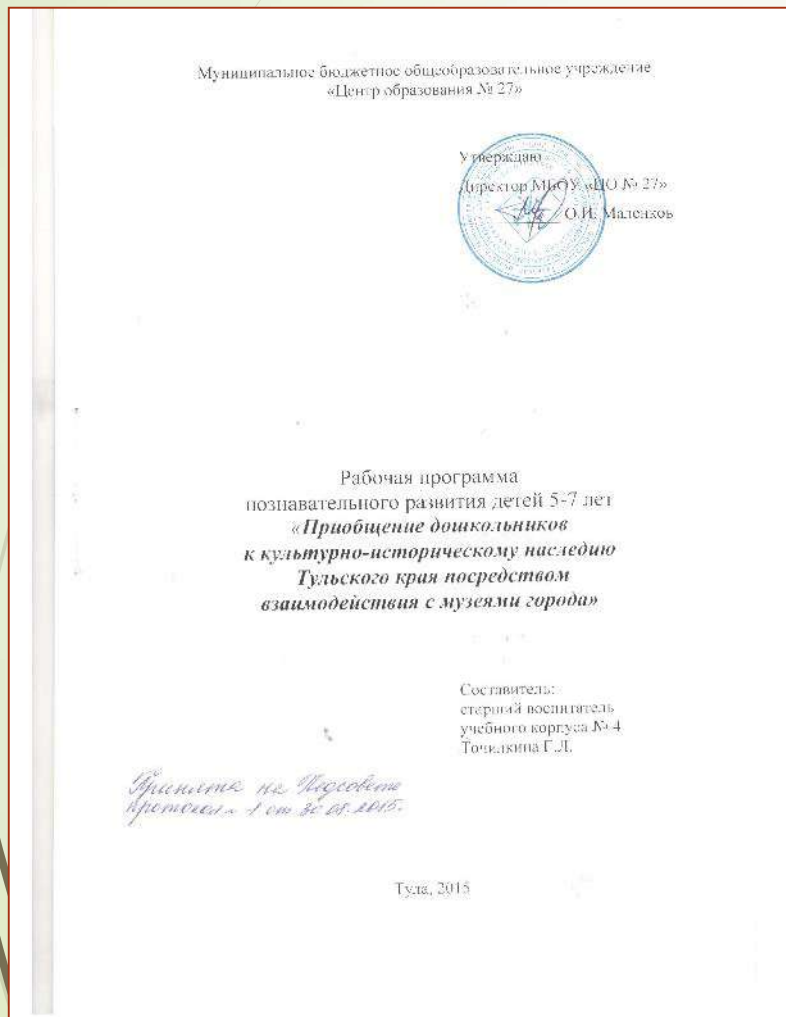 Муниципальное бюджетное общеобразовательное учреждение
«Центр образования № 27»
Утверждаю
Директор МБОУ «ЦО № 27»
О.И. Маленков
Рабочая программа
познавательного развития детей 5-7 лет
«Приобщение дошкольников
к культурно-историческому наследию
Тульского края посредством
взаимодействия с музеями города»
Составитель:
старший воспитатель
учебного корпуса № 4
Точилкина Г.Л.
Принята на Педсовете
протокол № 1 от 30.08.2015.
Тула, 2015